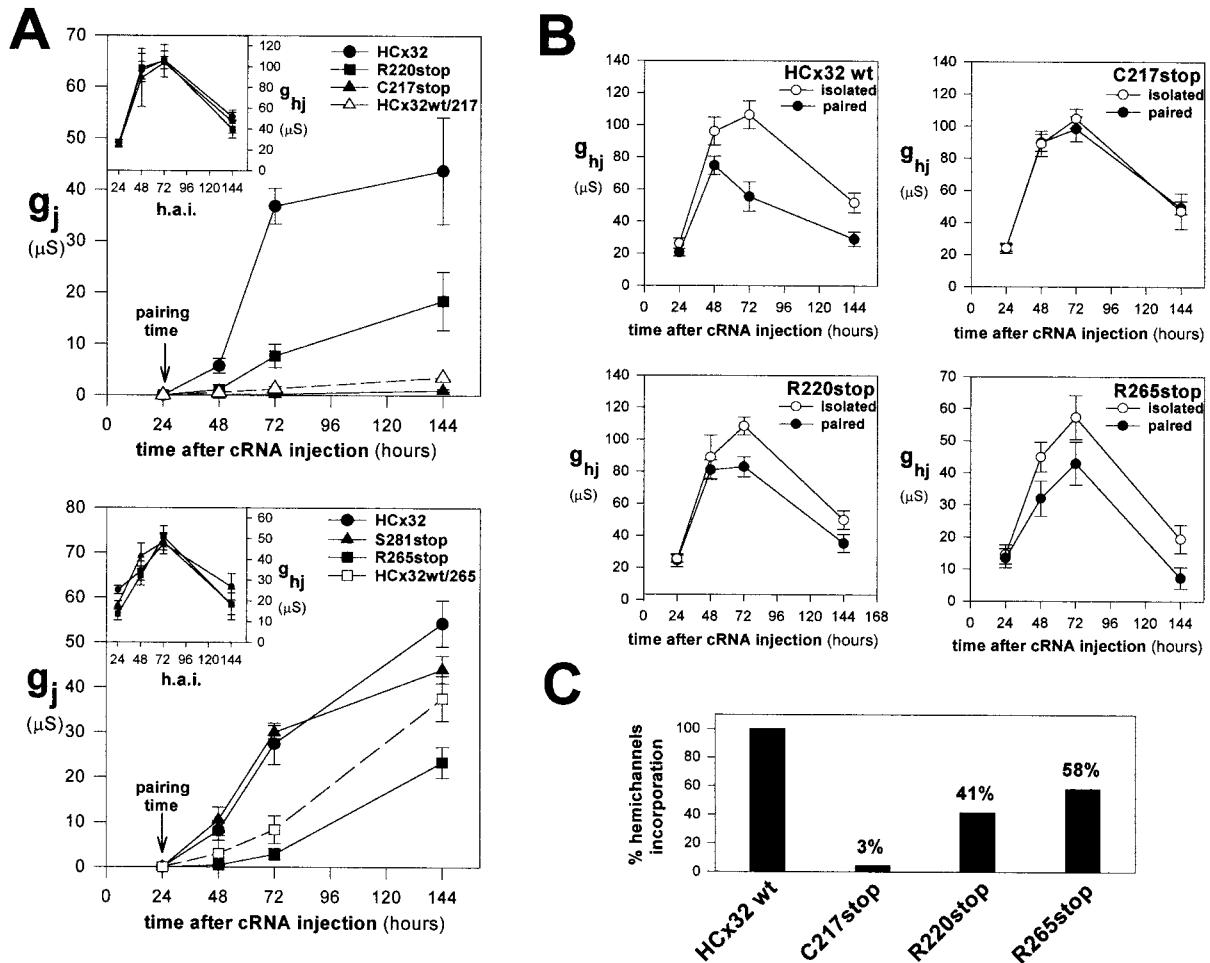 A
HCx32
R220stop
C217stop
HCx32wt/217
70
60
50
40
30
20
10
0
gj
(µS)
120
100
80
60
40
20
0
ghj
(µS)
24 48 72 96 120 144
h.a.i.
pairing
time
0 24 48 72 96 120 144
time after cRNA injection (hours)
HCx32
S281stop
R265stop
HCx32wt/265
80
70
60
50
40
30
20
10
0
gj
(µS)
60
50
40
30
20
10
0
ghj
(µS)
24 48 72 96 120 144
h.a.i.
pairing
time
0 24 48 72 96 120 144
time after cRNA injection (hours)
B
HCx32 wt
isolated
paired
140
120
100
80
60
40
20
0
ghj
(µS)
0 24 48 72 96 120 144
time after cRNA injection (hours)
C217stop
isolated
paired
140
120
100
80
60
40
20
0
ghj
(µS)
0 24 48 72 96 120 144
time after cRNA injection (hours)
R220stop
isolated
paired
140
120
100
80
60
40
20
0
ghj
(µS)
0 24 48 72 96 120 144 168
time after cRNA injection (hours)
R265stop
isolated
paired
70
60
50
40
30
20
10
0
ghj
(µS)
0 24 48 72 96 120 144
time after cRNA injection (hours)
C
% hemichannels
incorporation
100
80
60
40
20
0
3%
41%
58%
HCx32 wt
C217stop
R220stop
R265stop